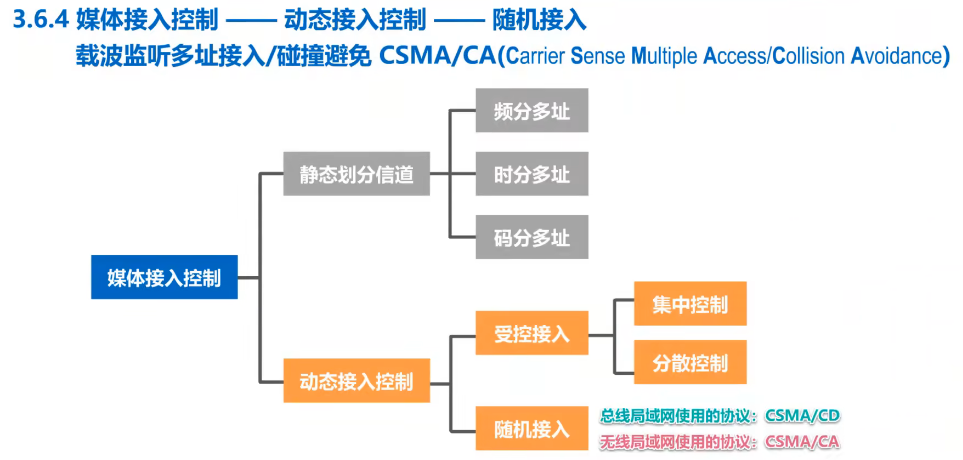 3.6.4 媒体接入控制 —— 动态接入控制 —— 随机接入
载波监听多址接入/碰撞避免 CSMA/CA(Carrier Sense Multiple Access/Collision Avoidance)
频分多址
静态划分信道
时分多址
码分多址
媒体接入控制
集中控制
受控接入
分散控制
动态接入控制
随机接入
总线局域网使用的协议：CSMA/CD
无线局域网使用的协议：CSMA/CA